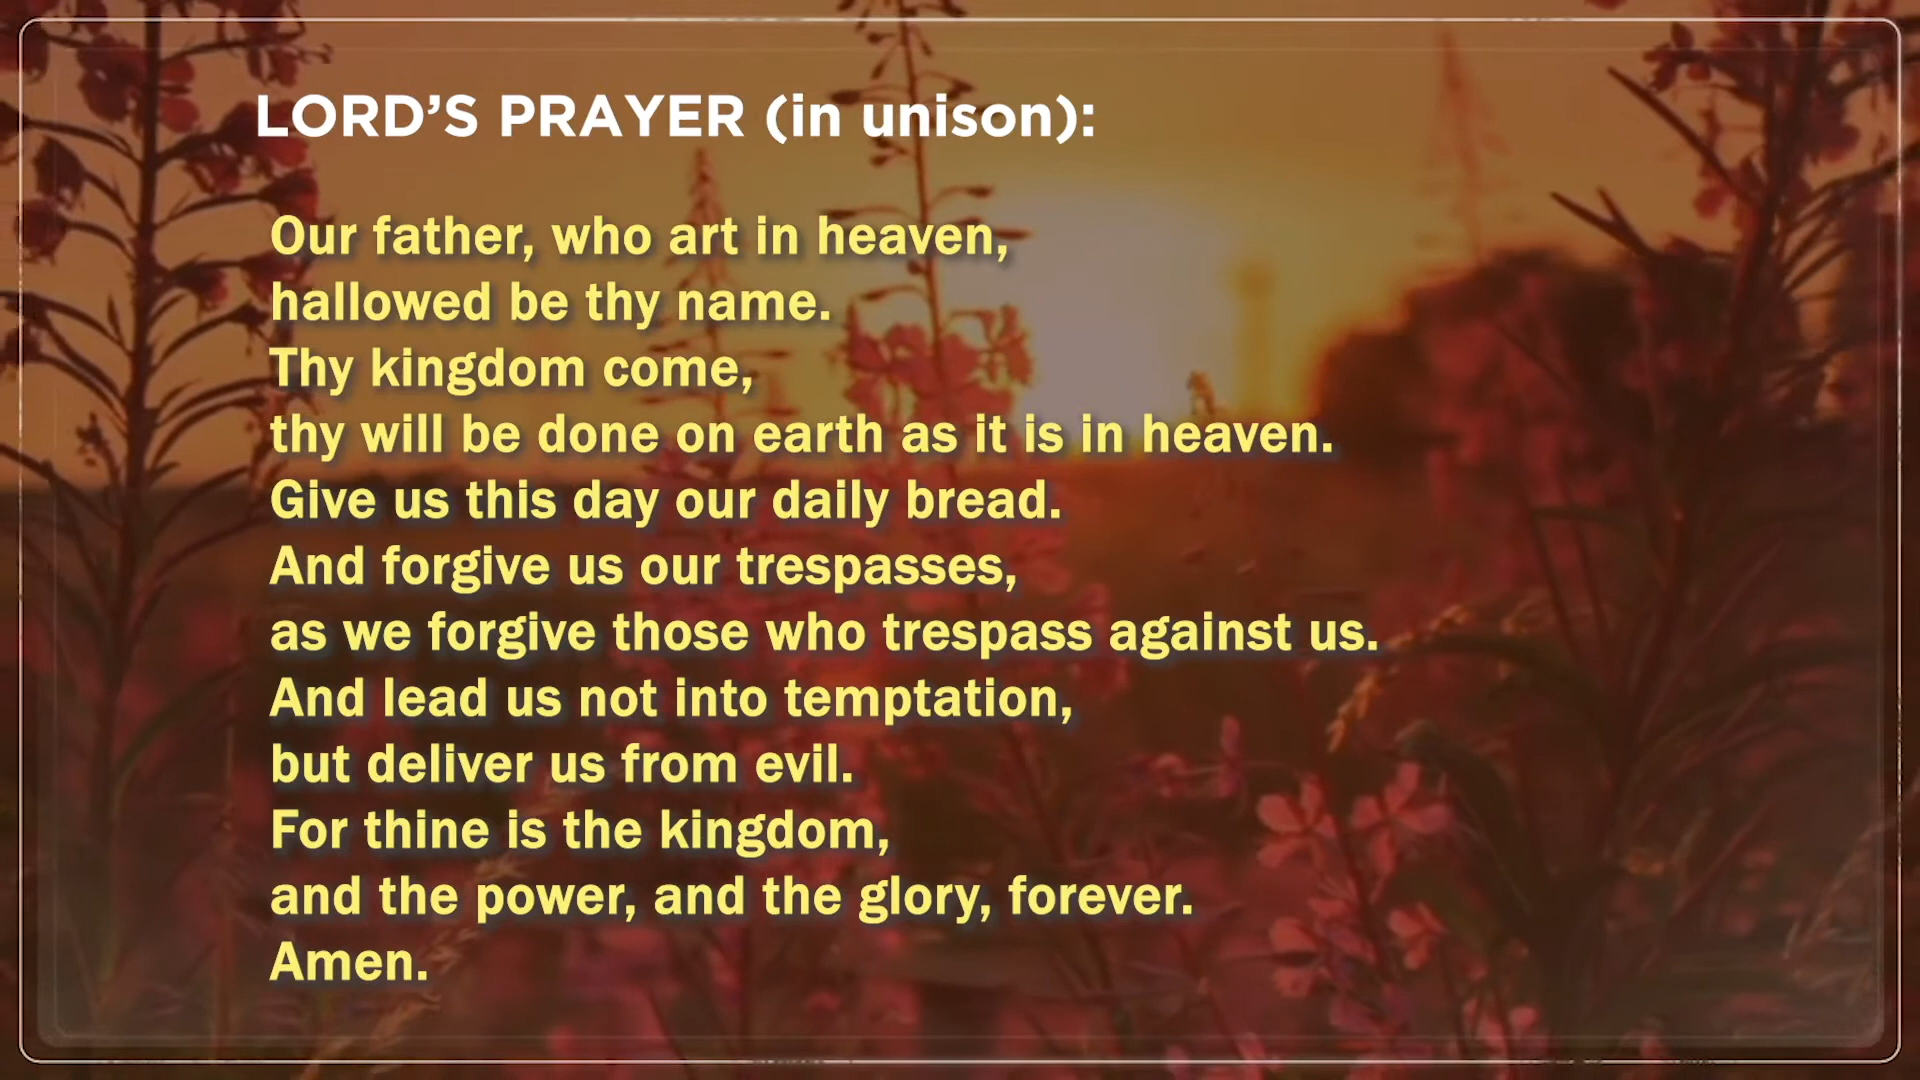 LORD’S PRAYER (in unison):
Our father, who art in heaven,
hallowed be thy name.
Thy kingdom come,
thy will be done on earth as it is in heaven.
Give us this day our daily bread.
And forgive us our trespasses,
as we forgive those who trespass against us.
And lead us not into temptation,
but deliver us from evil.
For thine is the kingdom,
and the power, and the glory, forever.
Amen.